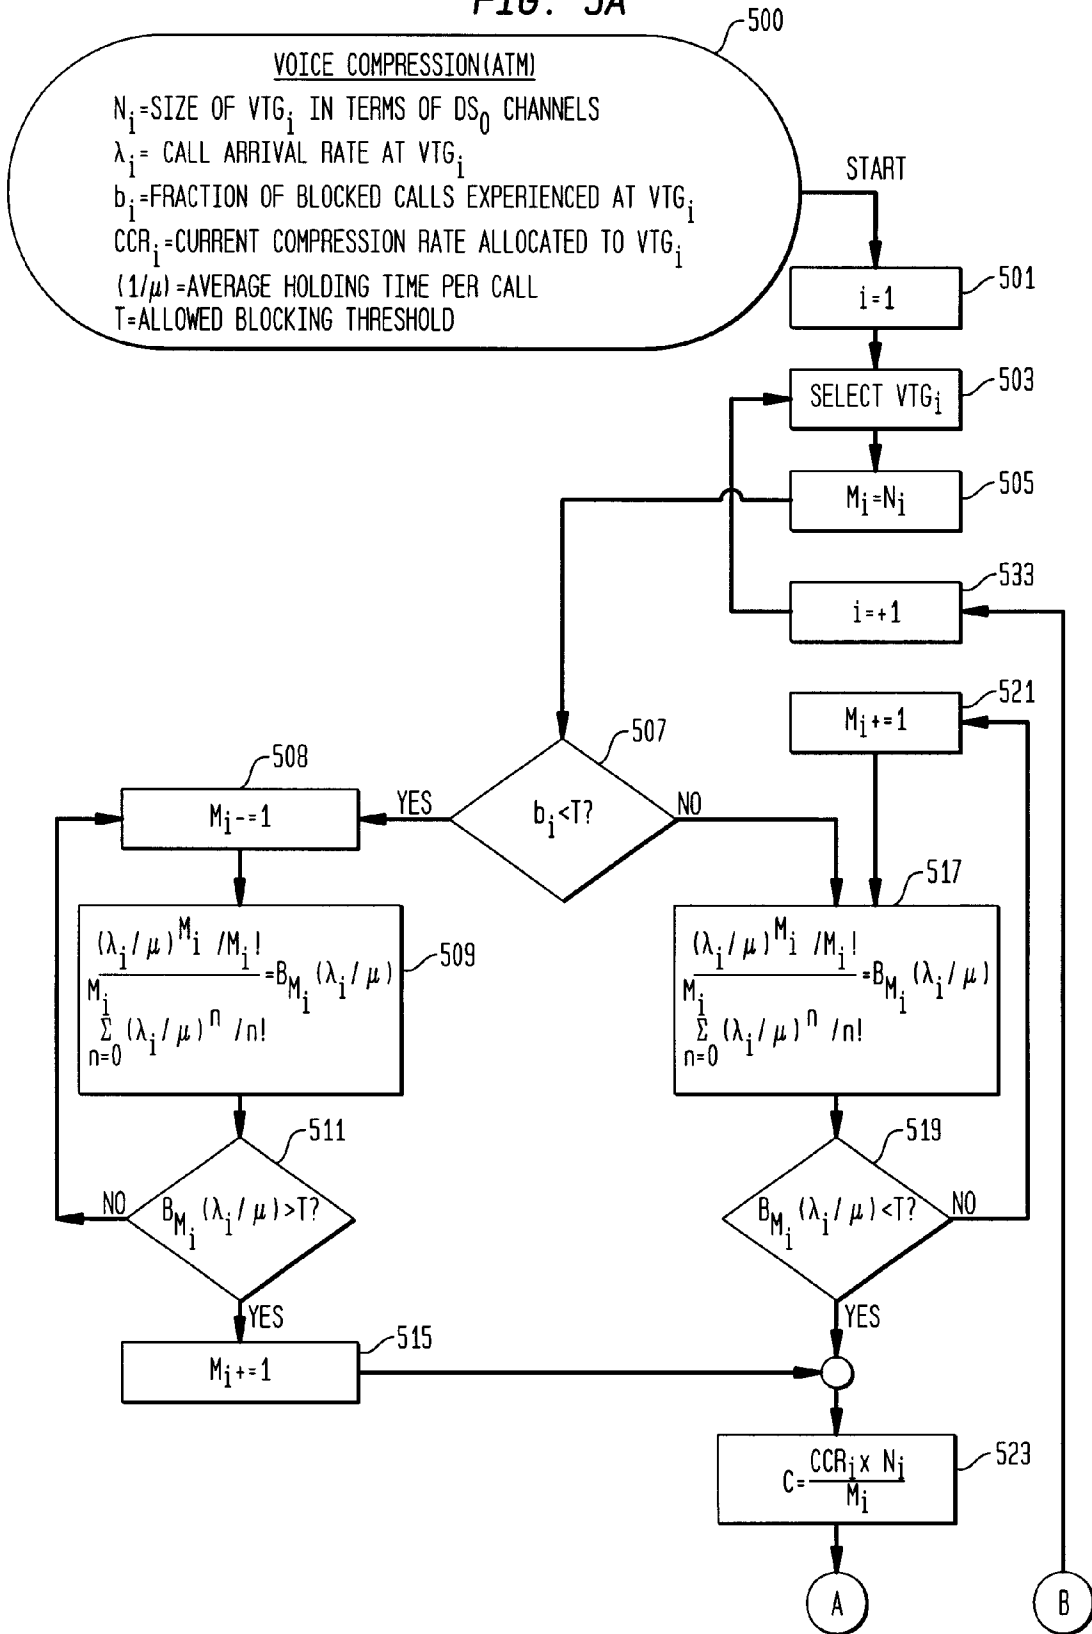 FIG. 5A
500
VOICE COMPRESSION(ATM)
Nᵢ=SIZE OF VTGᵢ IN TERMS OF DS₀ CHANNELS
λᵢ= CALL ARRIVAL RATE AT VTGᵢ
bᵢ=FRACTION OF BLOCKED CALLS EXPERIENCED AT VTGᵢ
CCRᵢ=CURRENT COMPRESSION RATE ALLOCATED TO VTGᵢ
(1/μ)=AVERAGE HOLDING TIME PER CALL
T=ALLOWED BLOCKING THRESHOLD
START
501
i=1
503
SELECT VTGᵢ
505
Mᵢ=Nᵢ
533
i=+1
521
Mᵢ+=1
507
bᵢ<T?
YES
NO
508
Mᵢ-=1
509
(λᵢ/μ)^Mᵢ /Mᵢ!
=B_Mᵢ(λᵢ/μ)
Mᵢ
Σ(λᵢ/μ)ⁿ /n!
n=0
517
(λᵢ/μ)^Mᵢ /Mᵢ!
=B_Mᵢ(λᵢ/μ)
Mᵢ
Σ(λᵢ/μ)ⁿ /n!
n=0
511
B_Mᵢ(λᵢ/μ)>T?
NO
YES
519
B_Mᵢ(λᵢ/μ)<T?
NO
YES
515
Mᵢ+=1
523
C=CCRᵢx Nᵢ
Mᵢ
A
B